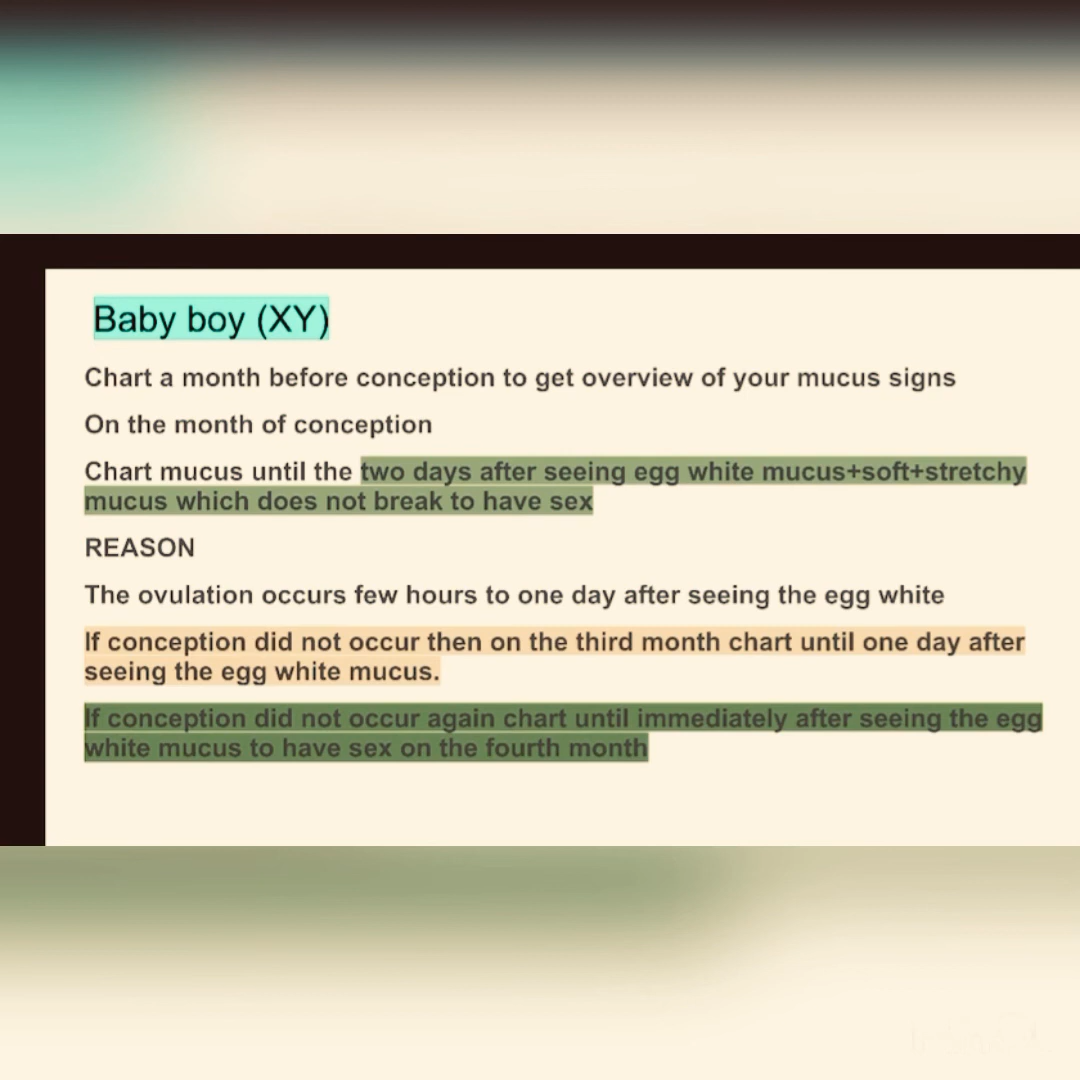 Baby boy (XY)
Chart a month before conception to get overview of your mucus signs
On the month of conception
Chart mucus until the two days after seeing egg white mucus+soft+stretchy
mucus which does not break to have sex
REASON
The ovulation occurs few hours to one day after seeing the egg white
If conception did not occur then on the third month chart until one day after
seeing the egg white mucus.
If conception did not occur again chart until immediately after seeing the egg
white mucus to have sex on the fourth month